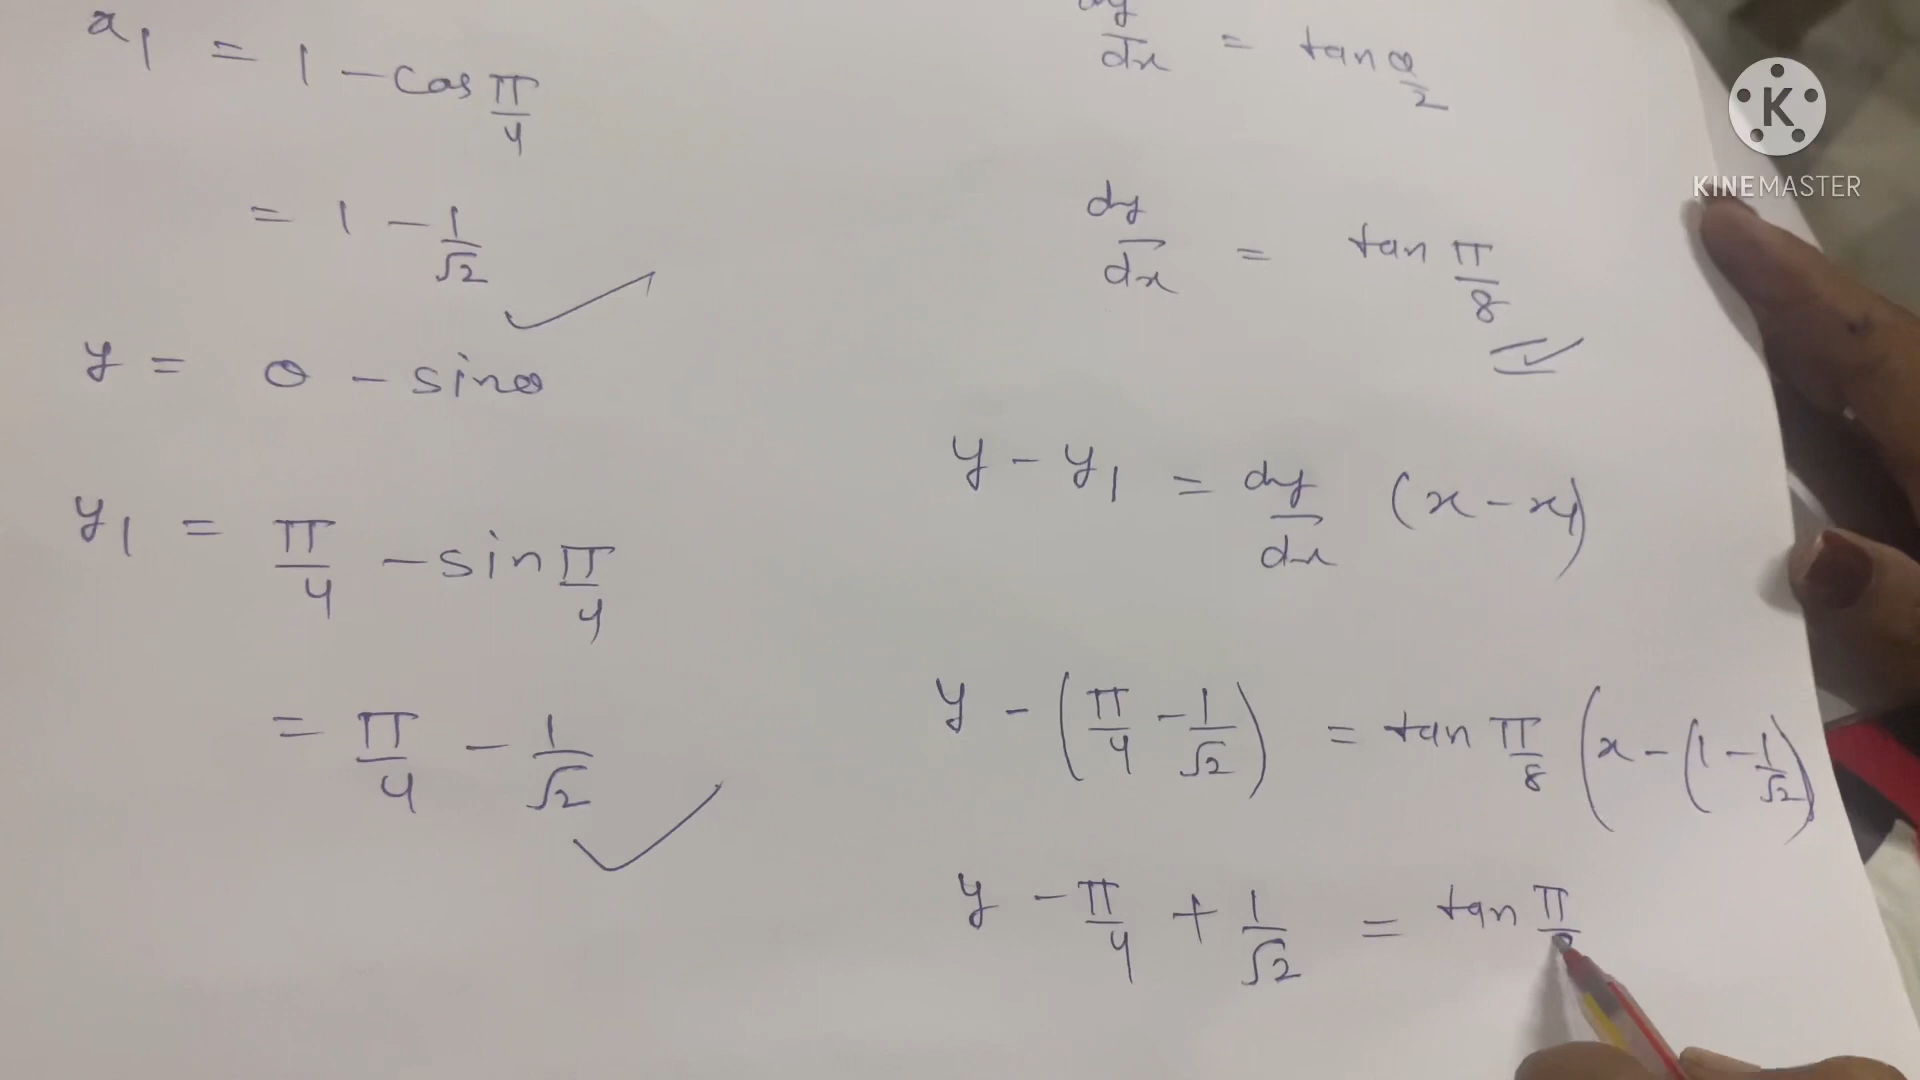 x₁ = 1 - cos π/4
= 1 - 1/√2
y = θ - sinθ
y₁ = π/4 - sin π/4
= π/4 - 1/√2
dy/dx = tan θ/2
dy/dx = tan π/8
y - y₁ = dy/dx (x - x₁)
y - (π/4 - 1/√2) = tan π/8 (x - (1 - 1/√2)
y - π/4 + 1/√2 = tan π/8
K
KINEMASTER